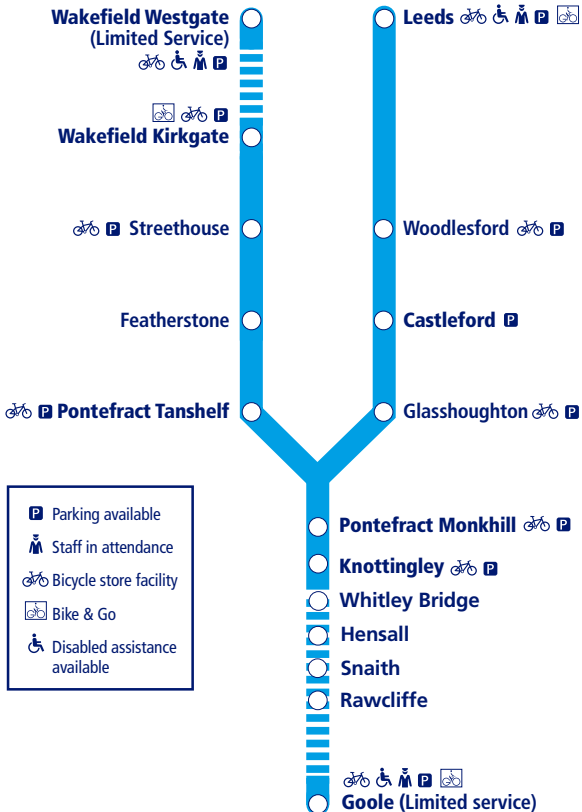 Wakefield Westgate
(Limited Service)
P
P
Wakefield Kirkgate
P Streethouse
Featherstone
P Pontefract Tanshelf
Leeds P
Woodlesford P
Castleford P
Glasshoughton P
Pontefract Monkhill P
Knottingley P
Whitley Bridge
Hensall
Snaith
Rawcliffe
P
Goole (Limited service)
P Parking available
Staff in attendance
Bicycle store facility
Bike & Go
Disabled assistance
available